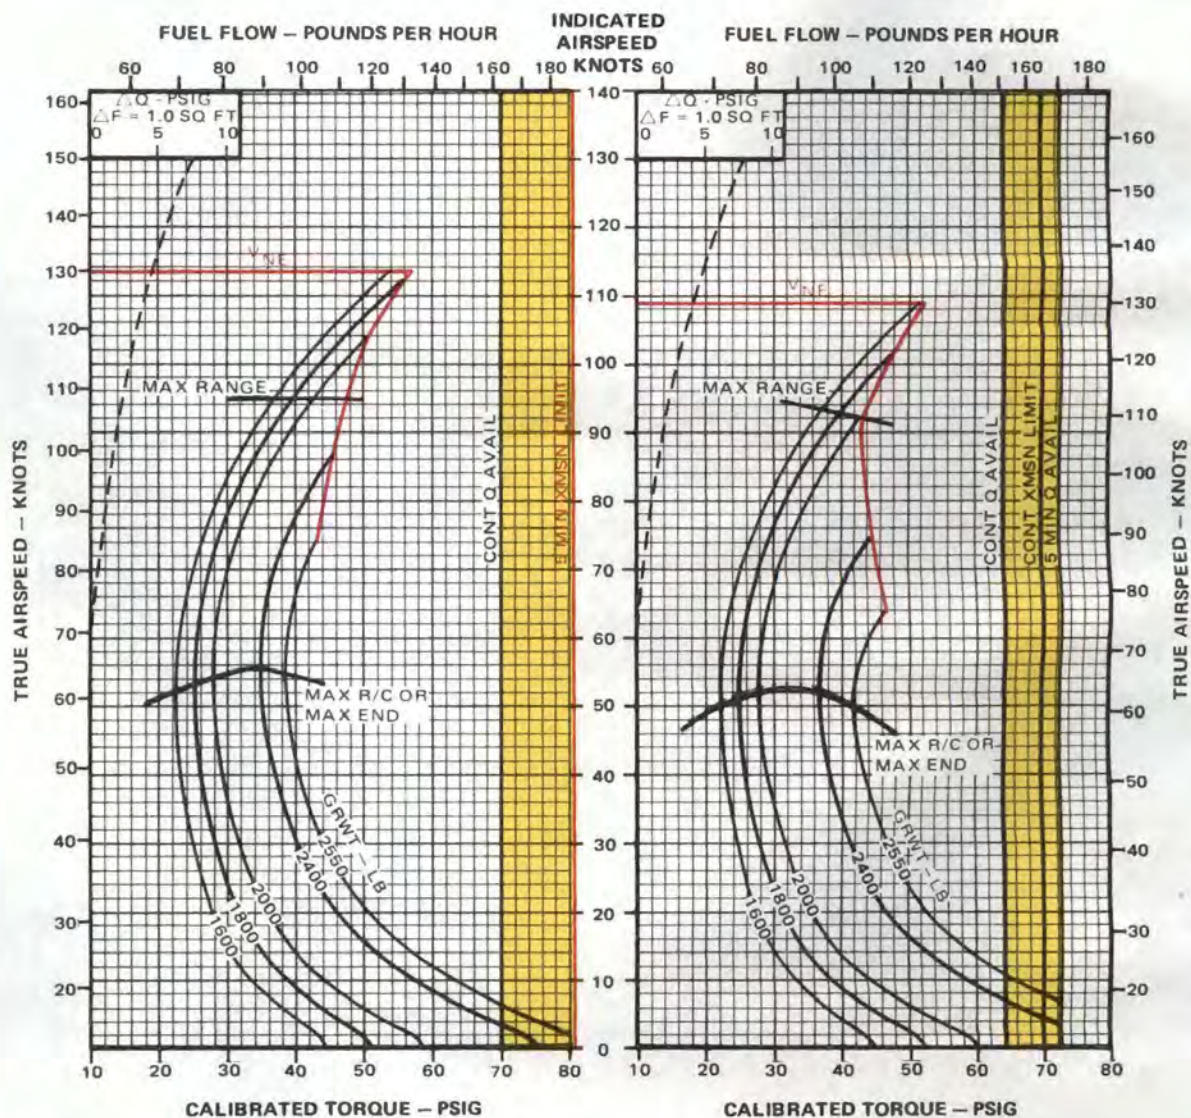 INDICATED
AIRSPEED
KNOTS
FUEL FLOW – POUNDS PER HOUR
60 80 100 120 140 160 180
160
150
140
130
120
110
100
90
80
70
60
50
40
30
20
TRUE AIRSPEED – KNOTS
△Q - PSIG
△F = 1.0 SQ FT
0 5 10
VNE
MAX RANGE
CONT Q AVAIL
5 MIN XMSN LIMIT
MAX R/C OR
MAX END
GRWT – LB
2550
2400
2000
1800
1600
10 20 30 40 50 60 70 80
CALIBRATED TORQUE – PSIG
140
130
120
110
100
90
80
70
60
50
40
30
20
10
0
FUEL FLOW – POUNDS PER HOUR
60 80 100 120 140 160 180
△Q - PSIG
△F = 1.0 SQ FT
0 5 10
VNE
MAX RANGE
CONT Q AVAIL
CONT XMSN LIMIT
5 MIN Q AVAIL
MAX R/C OR
MAX END
GRWT – LB
2550
2400
2000
1800
1600
160
150
140
130
120
110
100
90
80
70
60
50
40
30
20
TRUE AIRSPEED – KNOTS
10 20 30 40 50 60 70 80
CALIBRATED TORQUE – PSIG